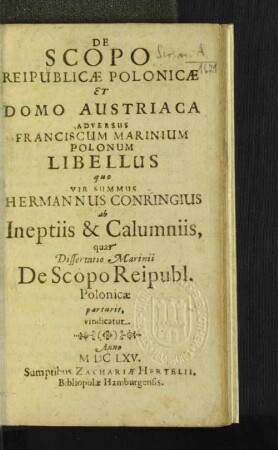 DE
SCOPO
REIPUBLICÆ POLONICÆ
ET
DOMO AUSTRIACA
ADVERSUS
FRANCISCUM MARINIUM
POLONUM
LIBELLUS
quo
VIR SUMMUS
HERMANNUS CONRINGIUS
ab
Ineptiis & Calumniis,
quas
Dissertatio Marinii
De Scopo Reipubl.
Polonicæ
parturit,
vindicatur.
Anno
M DC LXV.
Sumptibus ZACHARIÆ HERTELII,
Bibliopolæ Hamburgensis.